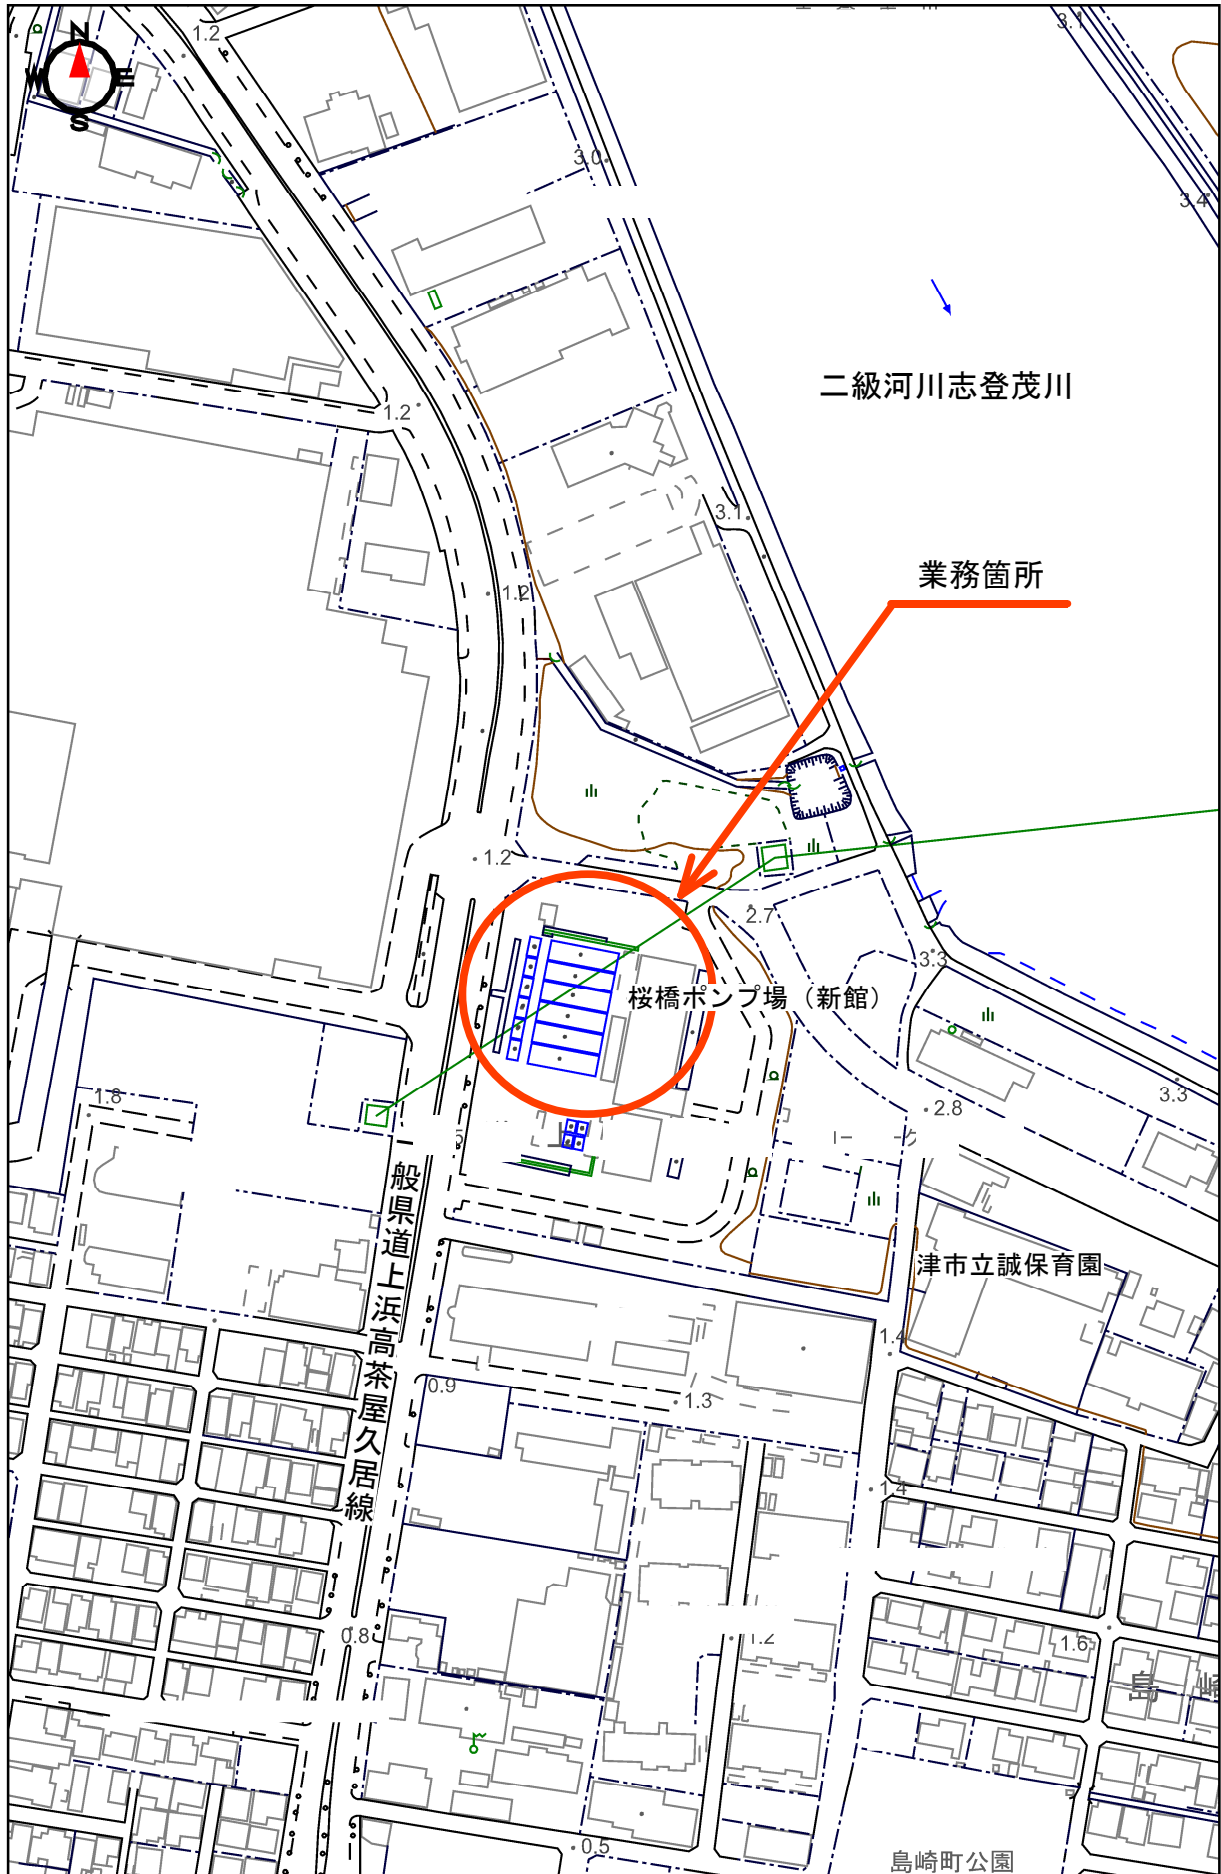 N
W
E
S
1.2
3.1
3.0
3.4
二級河川志登茂川
1.2
3.1
業務箇所
1.2
1.2
2.7
3.3
桜橋ポンプ場（新館）
1.8
3.3
2.8
上
一般県道上浜高茶屋久居線
津市立誠保育園
1.4
0.9
1.3
1.4
0.8
1.2
1.6
島崎
0.5
島崎町公園